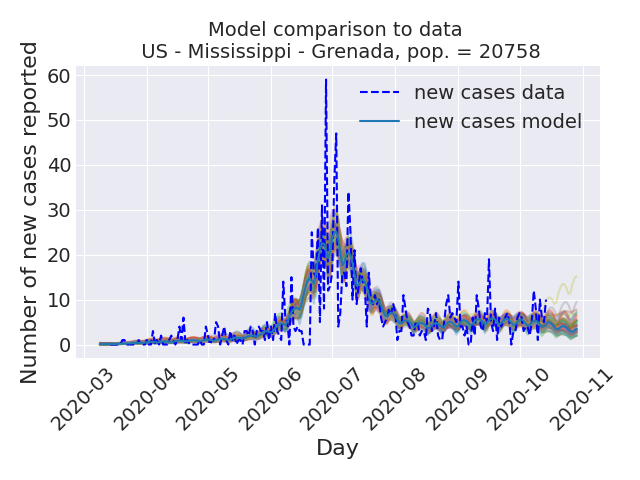 Model comparison to data
US - Mississippi - Grenada, pop. = 20758
Number of new cases reported
60
50
40
30
20
10
0
new cases data
new cases model
2020-03
2020-04
2020-05
2020-06
2020-07
2020-08
2020-09
2020-10
2020-11
Day